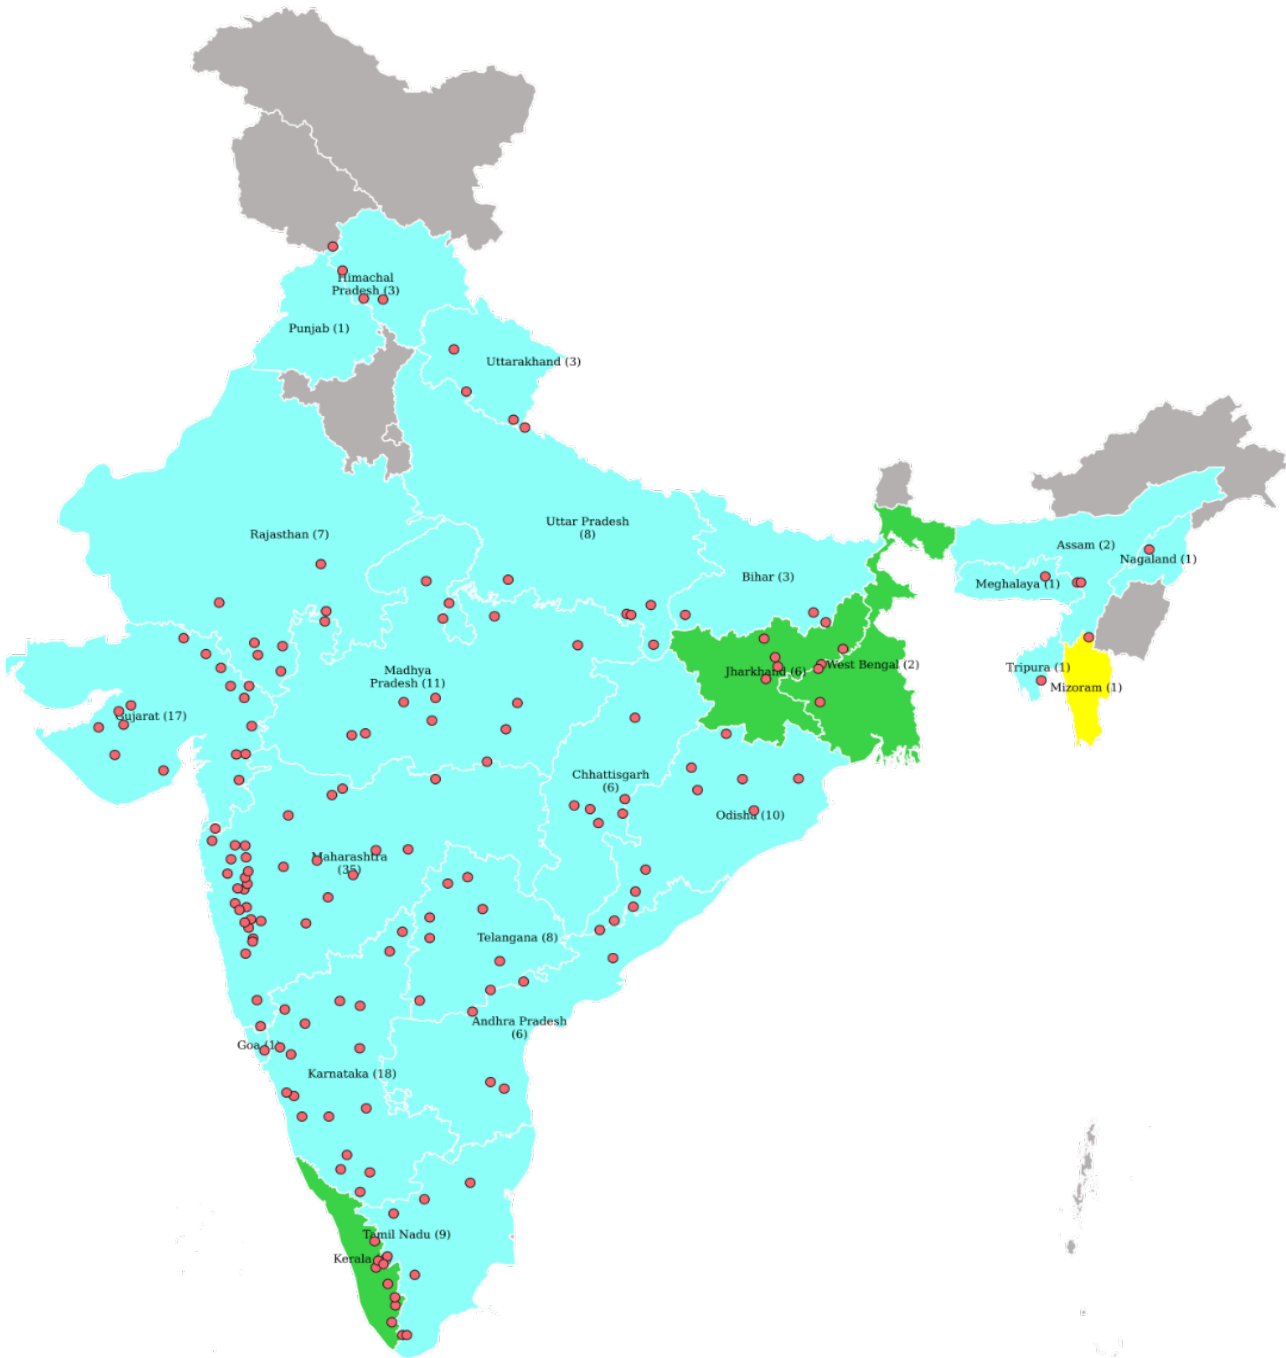 Himachal
Pradesh (3)
Punjab (1)
Uttarakhand (3)
Rajasthan (7)
Uttar Pradesh
(8)
Bihar (3)
Assam (2)
Nagaland (1)
Meghalaya (1)
Tripura (1)
Mizoram (1)
West Bengal (2)
Jharkhand (6)
Madhya
Pradesh (11)
Gujarat (17)
Chhattisgarh
(6)
Odisha (10)
Maharashtra
(35)
Telangana (8)
Andhra Pradesh
(6)
Goa (1)
Karnataka (18)
Tamil Nadu (9)
Kerala